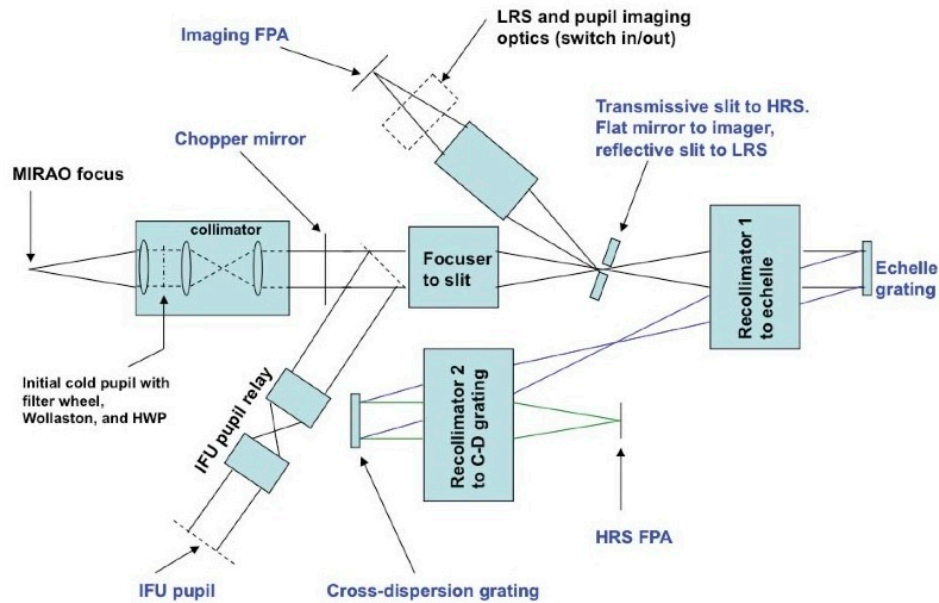 LRS and pupil imaging
optics (switch in/out)
Imaging FPA
Transmissive slit to HRS.
Flat mirror to imager,
reflective slit to LRS
Chopper mirror
MIRAO focus
collimator
Focuser
to slit
Recollimator 1
to echelle
Echelle
grating
Initial cold pupil with
filter wheel,
Wollaston, and HWP
IFU pupil relay
Recollimator 2
to C-D grating
HRS FPA
IFU pupil
Cross-dispersion grating